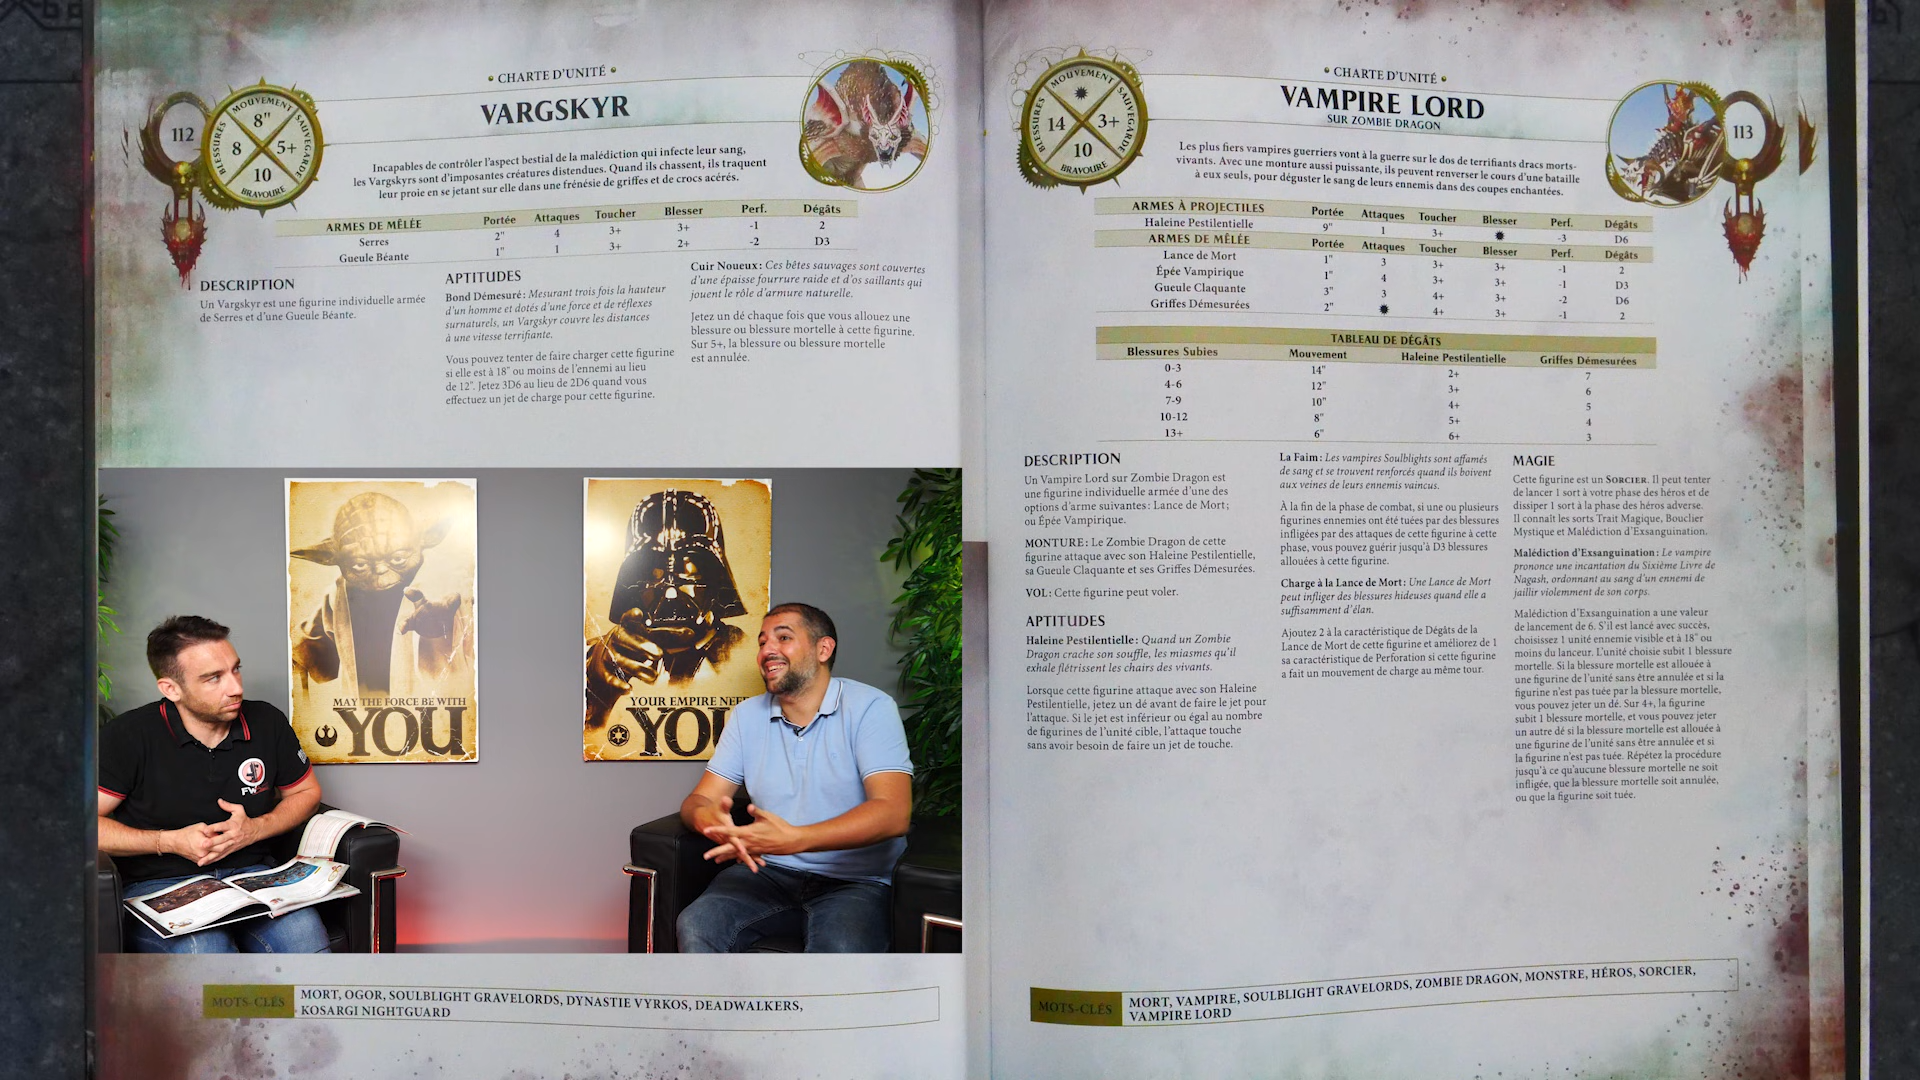 • CHARTE D'UNITÉ •
VARGSKYR
112
MOUVEMENT
8"
BLESSURES
8
5+
SAUVEGARDE
10
BRAVOURE
Incapables de contrôler l'aspect bestial de la malédiction qui infecte leur sang,
les Vargskyrs sont d'imposantes créatures distendues. Quand ils chassent, ils traquent
leur proie en se jetant sur elle dans une frénésie de griffes et de crocs acérés.
ARMES DE MÊLÉE Portée Attaques Toucher Blesser Perf. Dégâts
Serres 2" 4 3+ 3+ -1 2
Gueule Béante 1" 1 3+ 2+ -2 D3
DESCRIPTION
Un Vargskyr est une figurine individuelle armée
de Serres et d'une Gueule Béante.
APTITUDES
Bond Démesuré : Mesurant trois fois la hauteur
d'un homme et dotés d'une force et de réflexes
surnaturels, un Vargskyr couvre les distances
à une vitesse terrifiante.
Vous pouvez tenter de faire charger cette figurine
si elle est à 18" ou moins de l'ennemi au lieu
de 12". Jetez 3D6 au lieu de 2D6 quand vous
effectuez un jet de charge pour cette figurine.
Cuir Noueux : Ces bêtes sauvages sont couvertes
d'une épaisse fourrure raide et d'os saillants qui
jouent le rôle d'armure naturelle.
Jetez un dé chaque fois que vous allouez une
blessure ou blessure mortelle à cette figurine.
Sur 5+, la blessure ou blessure mortelle
est annulée.
MAY THE FORCE BE WITH
YOU
YOUR EMPIRE NEE
YOU
FW
MOTS-CLÉS
MORT, OGOR, SOULBLIGHT GRAVELORDS, DYNASTIE VYRKOS, DEADWALKERS,
KOSARGI NIGHTGUARD
• CHARTE D'UNITÉ •
VAMPIRE LORD
SUR ZOMBIE DRAGON
113
MOUVEMENT
BLESSURES
14
3+
SAUVEGARDE
10
BRAVOURE
Les plus fiers vampires guerriers vont à la guerre sur le dos de terrifiants dracs morts-
vivants. Avec une monture aussi puissante, ils peuvent renverser le cours d'une bataille
à eux seuls, pour déguster le sang de leurs ennemis dans des coupes enchantées.
ARMES À PROJECTILES Portée Attaques Toucher Blesser Perf. Dégâts
Haleine Pestilentielle 9" 1 3+ ✹ -3 D6
ARMES DE MÊLÉE Portée Attaques Toucher Blesser Perf. Dégâts
Lance de Mort 1" 3 3+ 3+ -1 2
Épée Vampirique 1" 4 3+ 3+ -1 D3
Gueule Claquante 3" 3 4+ 3+ -2 D6
Griffes Démesurées 2" ✹ 4+ 3+ -1 2
TABLEAU DE DÉGÂTS
Blessures Subies Mouvement Haleine Pestilentielle Griffes Démesurées
0-3 14" 2+ 7
4-6 12" 3+ 6
7-9 10" 4+ 5
10-12 8" 5+ 4
13+ 6" 6+ 3
DESCRIPTION
Un Vampire Lord sur Zombie Dragon est
une figurine individuelle armée d'une des
options d'arme suivantes : Lance de Mort ;
ou Épée Vampirique.
MONTURE : Le Zombie Dragon de cette
figurine attaque avec son Haleine Pestilentielle,
sa Gueule Claquante et ses Griffes Démesurées.
VOL : Cette figurine peut voler.
APTITUDES
Haleine Pestilentielle : Quand un Zombie
Dragon crache son souffle, les miasmes qu'il
exhale flétrissent les chairs des vivants.
Lorsque cette figurine attaque avec son Haleine
Pestilentielle, jetez un dé avant de faire le jet pour
l'attaque. Si le jet est inférieur ou égal au nombre
de figurines de l'unité cible, l'attaque touche
sans avoir besoin de faire un jet de touche.
La Faim : Les vampires Soulblights sont affamés
de sang et se trouvent renforcés quand ils boivent
aux veines de leurs ennemis vaincus.
À la fin de la phase de combat, si une ou plusieurs
figurines ennemies ont été tuées par des blessures
infligées par des attaques de cette figurine à cette
phase, vous pouvez guérir jusqu'à D3 blessures
allouées à cette figurine.
Charge à la Lance de Mort : Une Lance de Mort
peut infliger des blessures hideuses quand elle a
suffisamment d'élan.
Ajoutez 2 à la caractéristique de Dégâts de la
Lance de Mort de cette figurine et améliorez de 1
sa caractéristique de Perforation si cette figurine
a fait un mouvement de charge au même tour.
MAGIE
Cette figurine est un SORCIER. Il peut tenter
de lancer 1 sort à votre phase des héros et de
dissiper 1 sort à la phase des héros adverse.
Il connaît les sorts Trait Magique, Bouclier
Mystique et Malédiction d'Exsanguination.
Malédiction d'Exsanguination : Le vampire
prononce une incantation du Sixième Livre de
Nagash, ordonnant au sang d'un ennemi de
jaillir violemment de son corps.
Malédiction d'Exsanguination a une valeur
de lancement de 6. S'il est lancé avec succès,
choisissez 1 unité ennemie visible et à 18" ou
moins du lanceur. L'unité choisie subit 1 blessure
mortelle. Si la blessure mortelle est allouée à
une figurine de l'unité sans être annulée et si la
figurine n'est pas tuée par la blessure mortelle,
vous pouvez jeter un dé. Sur 4+, la figurine
subit 1 blessure mortelle, et vous pouvez jeter
un autre dé si la blessure mortelle est allouée à
une figurine de l'unité sans être annulée et si
la figurine n'est pas tuée. Répétez la procédure
jusqu'à ce qu'aucune blessure mortelle ne soit
infligée, que la blessure mortelle soit annulée,
ou que la figurine soit tuée.
MOTS-CLÉS
MORT, VAMPIRE, SOULBLIGHT GRAVELORDS, ZOMBIE DRAGON, MONSTRE, HÉROS, SORCIER,
VAMPIRE LORD